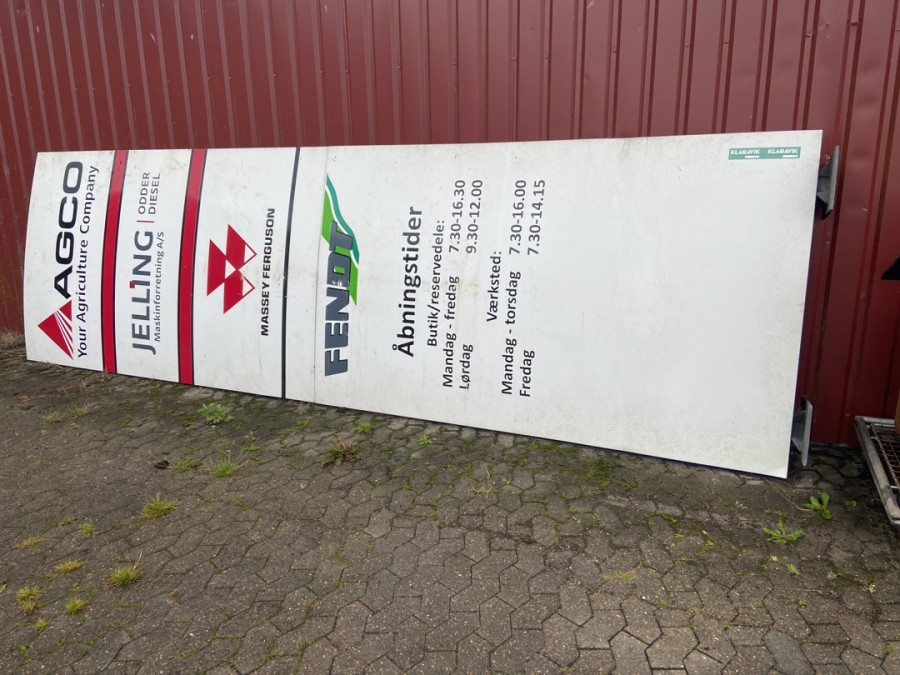 AGCO
Your Agriculture Company
JELLING | ODDER DIESEL
Maskinforretning A/S
MASSEY FERGUSON
FENDT
Åbningstider
Butik/reservedele:
Mandag - fredag 7.30-16.30
Lørdag 9.30-12.00
Værksted:
Mandag - torsdag 7.30-16.00
Fredag 7.30-14.15
KLARAVIK KLARAVIK